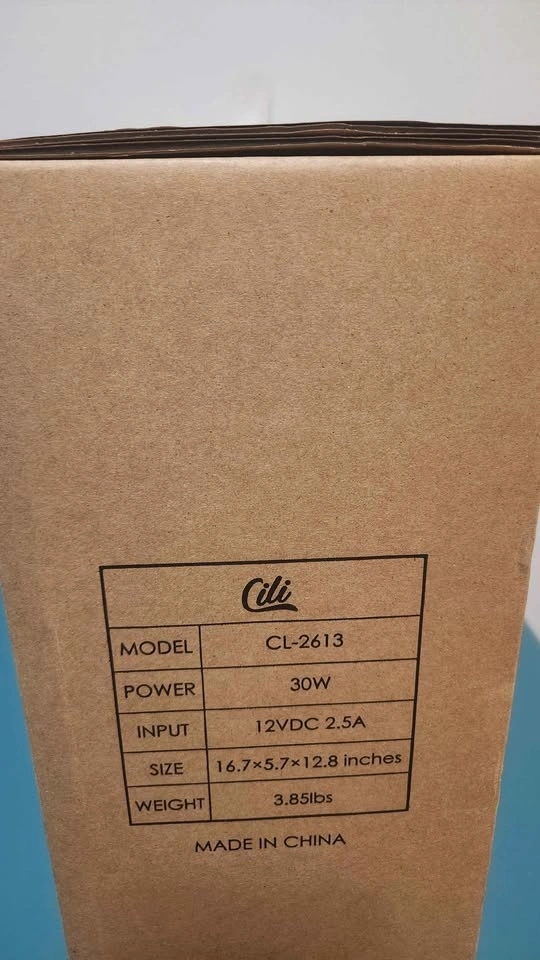 Cili
MODEL CL-2613
POWER 30W
INPUT 12VDC 2.5A
SIZE 16.7×5.7×12.8 inches
WEIGHT 3.85lbs
MADE IN CHINA